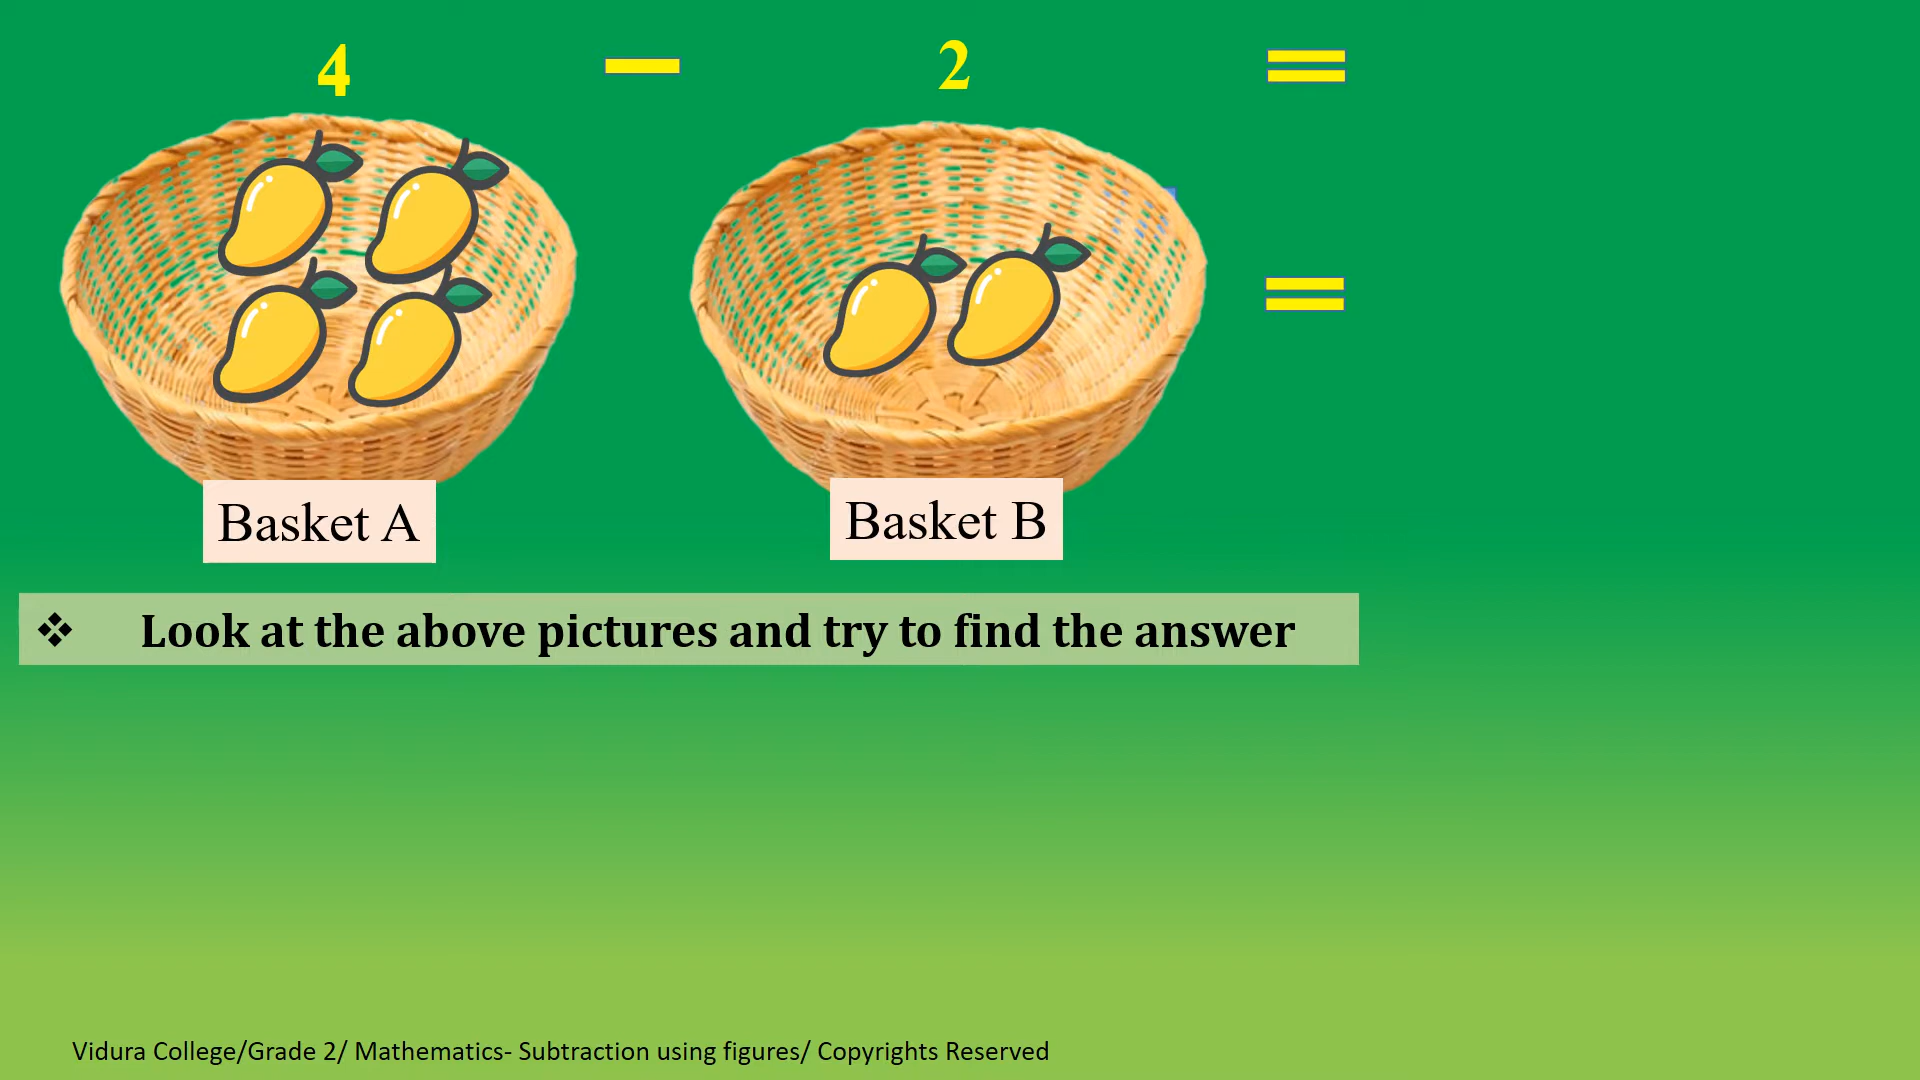 4 − 2 =
=
Basket A
Basket B
❖ Look at the above pictures and try to find the answer
Vidura College/Grade 2/ Mathematics- Subtraction using figures/ Copyrights Reserved